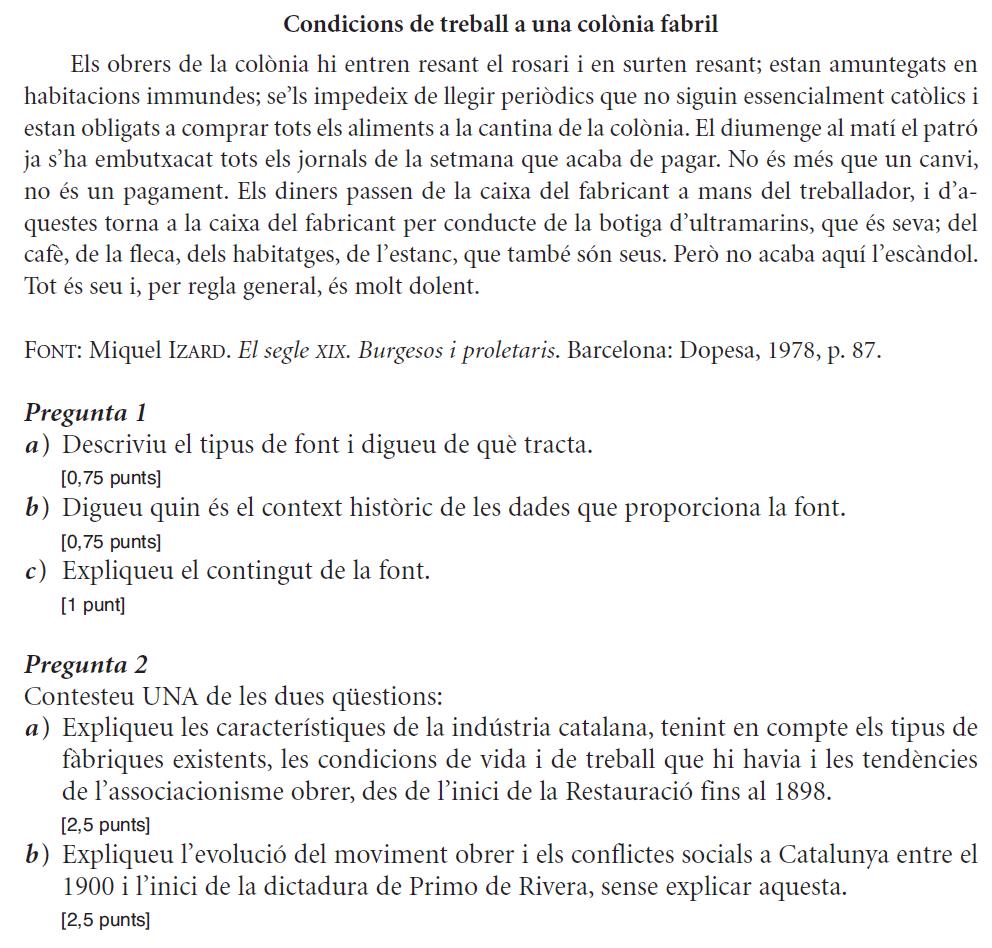 Condicions de treball a una colònia fabril
Els obrers de la colònia hi entren resant el rosari i en surten resant; estan amuntegats en
habitacions immundes; se’ls impedeix de llegir periòdics que no siguin essencialment catòlics i
estan obligats a comprar tots els aliments a la cantina de la colònia. El diumenge al matí el patró
ja s’ha embutxacat tots els jornals de la setmana que acaba de pagar. No és més que un canvi,
no és un pagament. Els diners passen de la caixa del fabricant a mans del treballador, i d’a-
questes torna a la caixa del fabricant per conducte de la botiga d’ultramarins, que és seva; del
cafè, de la fleca, dels habitatges, de l’estanc, que també són seus. Però no acaba aquí l’escàndol.
Tot és seu i, per regla general, és molt dolent.
FONT: Miquel IZARD. El segle XIX. Burgesos i proletaris. Barcelona: Dopesa, 1978, p. 87.
Pregunta 1
a) Descriviu el tipus de font i digueu de què tracta.
[0,75 punts]
b) Digueu quin és el context històric de les dades que proporciona la font.
[0,75 punts]
c) Expliqueu el contingut de la font.
[1 punt]
Pregunta 2
Contesteu UNA de les dues qüestions:
a) Expliqueu les característiques de la indústria catalana, tenint en compte els tipus de
fàbriques existents, les condicions de vida i de treball que hi havia i les tendències
de l’associacionisme obrer, des de l’inici de la Restauració fins al 1898.
[2,5 punts]
b) Expliqueu l’evolució del moviment obrer i els conflictes socials a Catalunya entre el
1900 i l’inici de la dictadura de Primo de Rivera, sense explicar aquesta.
[2,5 punts]